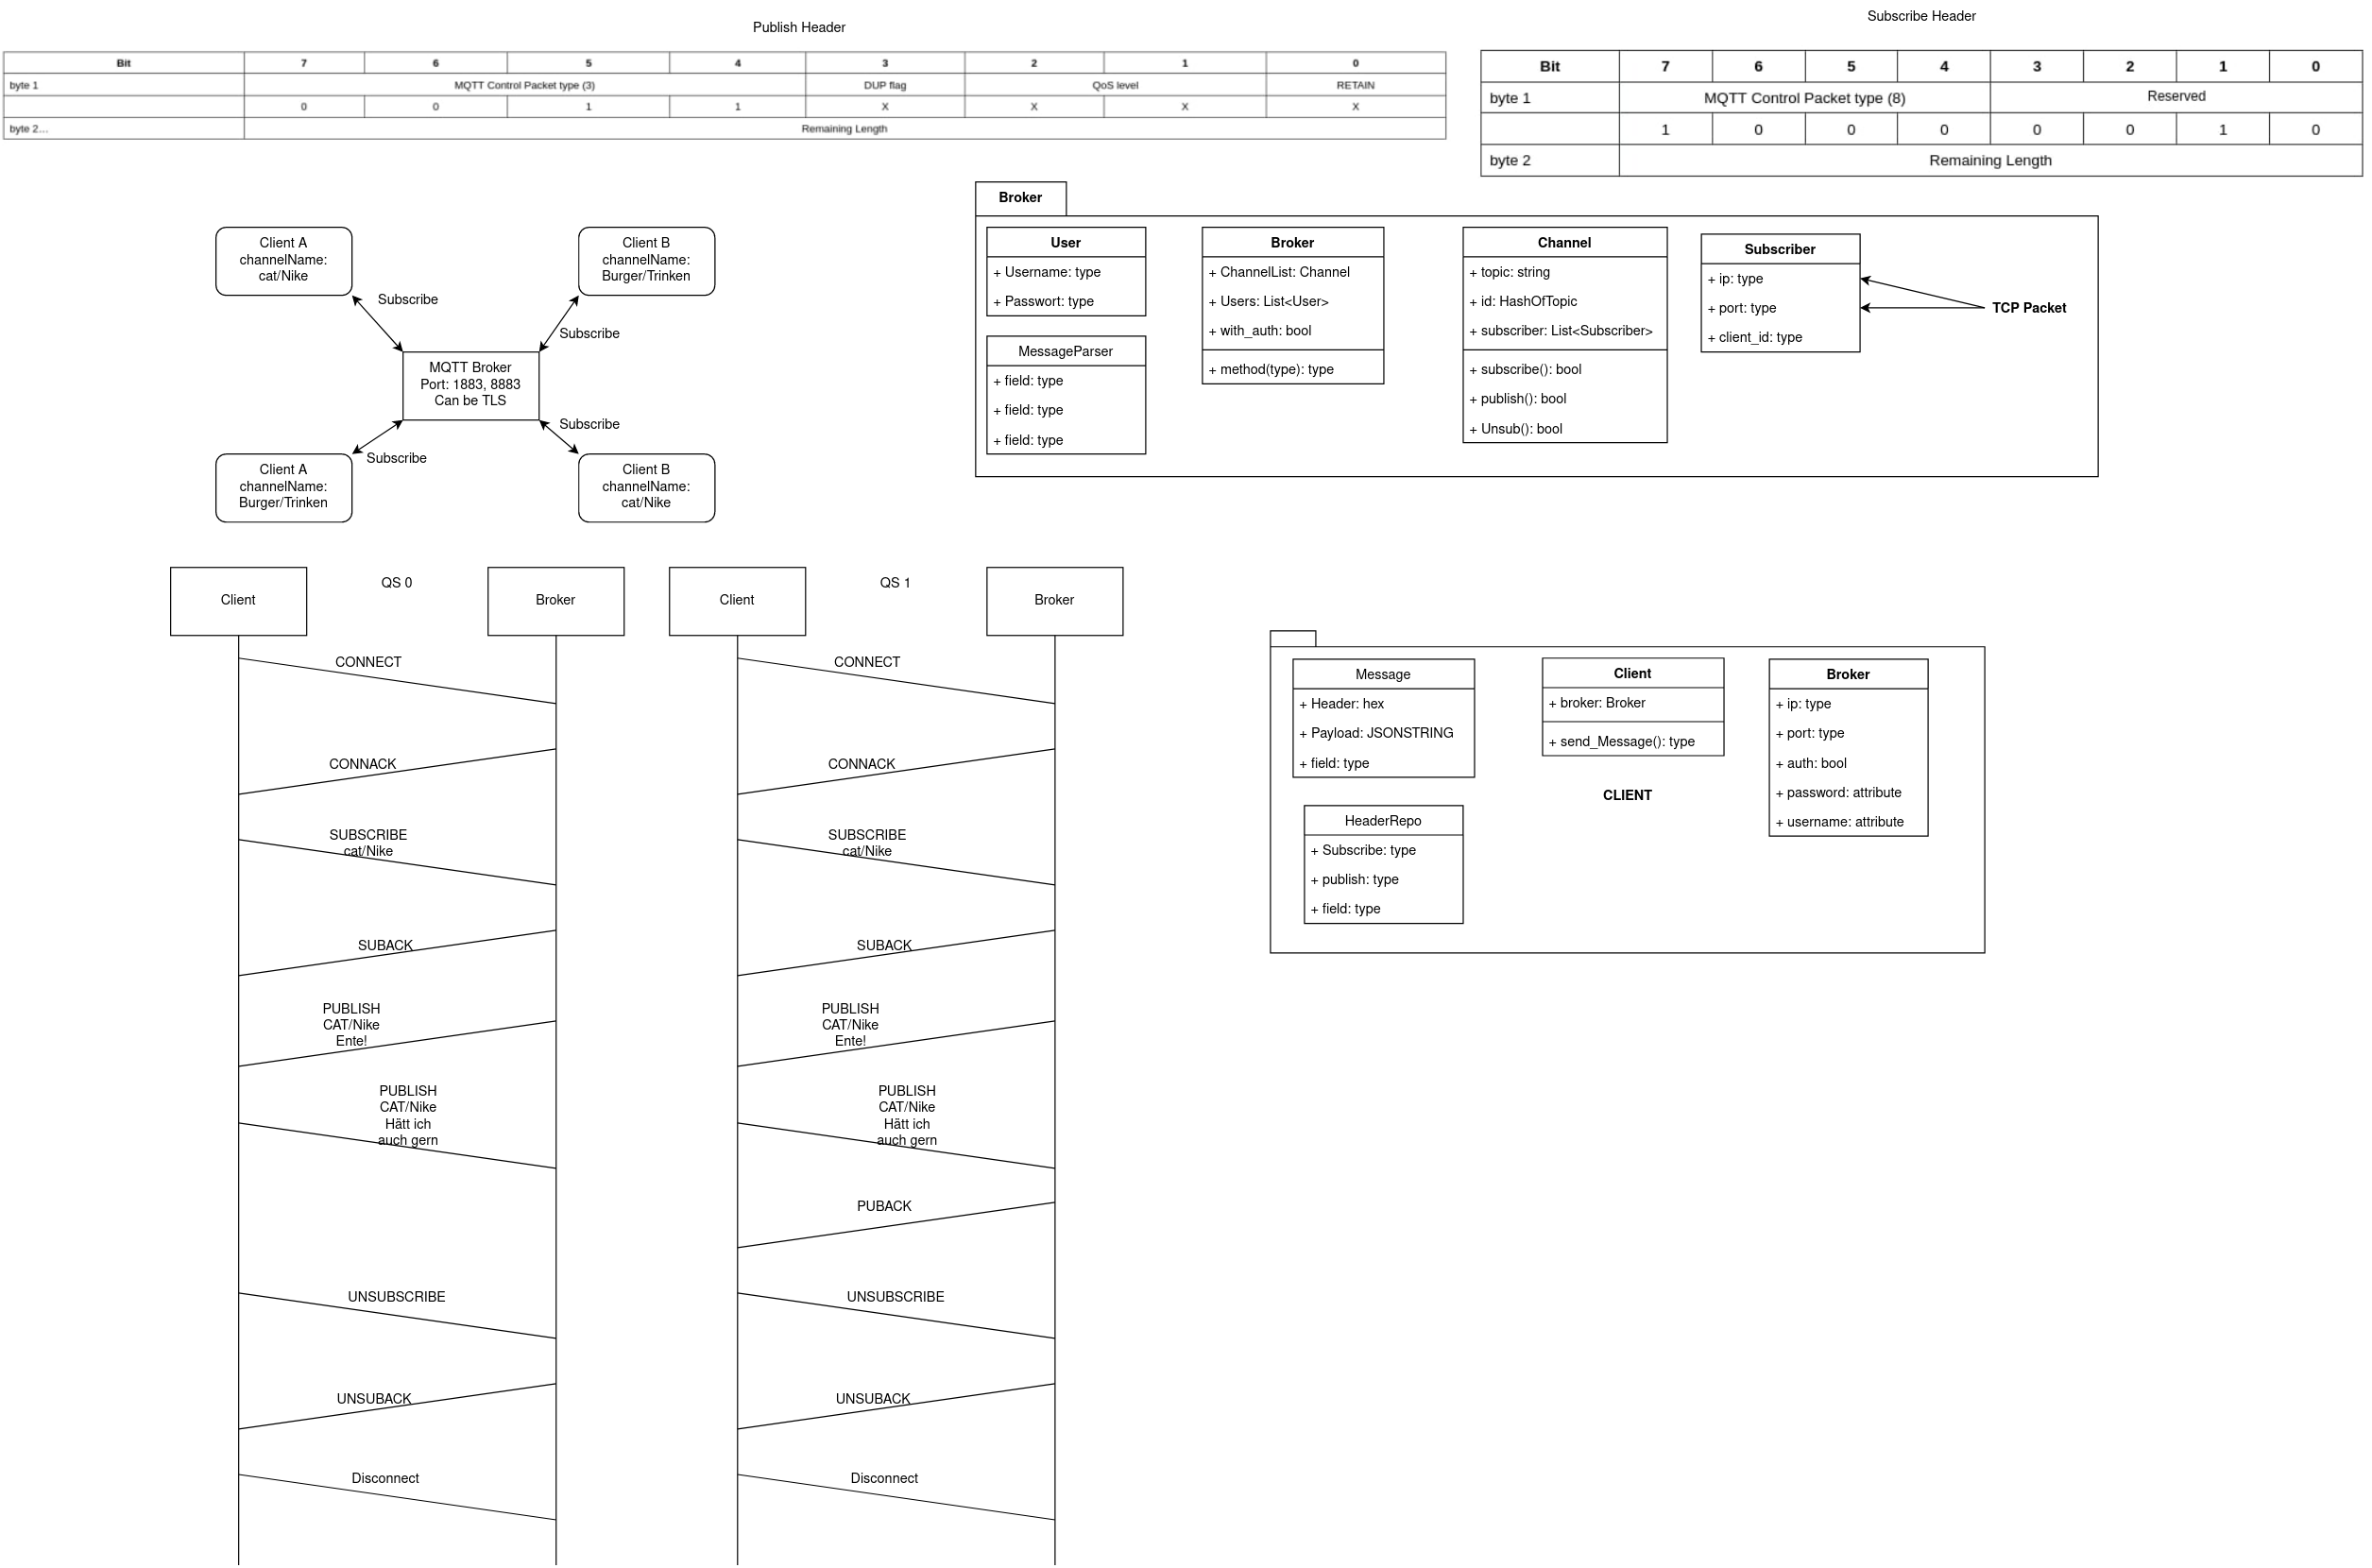 Publish Header
Bit 7 6 5 4 3 2 1 0
byte 1 MQTT Control Packet type (3) DUP flag QoS level RETAIN
0 0 1 1 X X X X
byte 2... Remaining Length
Subscribe Header
Bit 7 6 5 4 3 2 1 0
byte 1 MQTT Control Packet type (8) Reserved
1 0 0 0 0 0 1 0
byte 2 Remaining Length
Client A
channelName:
cat/Nike
Client B
channelName:
Burger/Trinken
Subscribe
Subscribe
MQTT Broker
Port: 1883, 8883
Can be TLS
Subscribe
Subscribe
Client A
channelName:
Burger/Trinken
Client B
channelName:
cat/Nike
Broker
User
+ Username: type
+ Passwort: type
MessageParser
+ field: type
+ field: type
+ field: type
Broker
+ ChannelList: Channel
+ Users: List<User>
+ with_auth: bool
+ method(type): type
Channel
+ topic: string
+ id: HashOfTopic
+ subscriber: List<Subscriber>
+ subscribe(): bool
+ publish(): bool
+ Unsub(): bool
Subscriber
+ ip: type
+ port: type
+ client_id: type
TCP Packet
Client
QS 0
Broker
CONNECT
CONNACK
SUBSCRIBE
cat/Nike
SUBACK
PUBLISH
CAT/Nike
Ente!
PUBLISH
CAT/Nike
Hätt ich
auch gern
UNSUBSCRIBE
UNSUBACK
Disconnect
Client
QS 1
Broker
CONNECT
CONNACK
SUBSCRIBE
cat/Nike
SUBACK
PUBLISH
CAT/Nike
Ente!
PUBLISH
CAT/Nike
Hätt ich
auch gern
PUBACK
UNSUBSCRIBE
UNSUBACK
Disconnect
Message
+ Header: hex
+ Payload: JSONSTRING
+ field: type
HeaderRepo
+ Subscribe: type
+ publish: type
+ field: type
Client
+ broker: Broker
+ send_Message(): type
CLIENT
Broker
+ ip: type
+ port: type
+ auth: bool
+ password: attribute
+ username: attribute